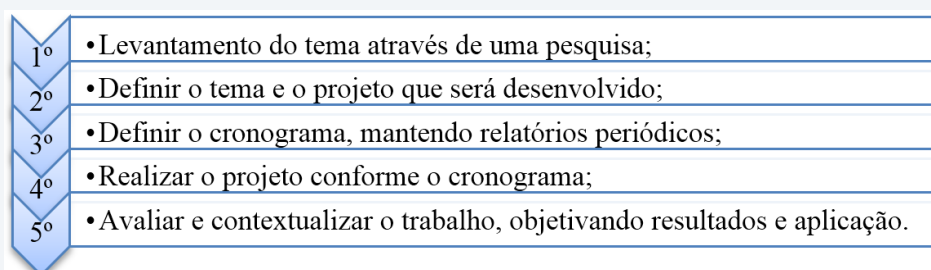 1º •Levantamento do tema através de uma pesquisa;
2º •Definir o tema e o projeto que será desenvolvido;
3º •Definir o cronograma, mantendo relatórios periódicos;
4º •Realizar o projeto conforme o cronograma;
5º •Avaliar e contextualizar o trabalho, objetivando resultados e aplicação.